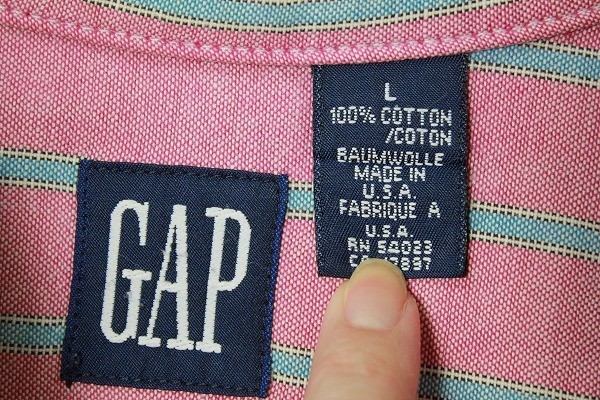 GAP
L
100% COTTON
/COTON
BAUMWOLLE
MADE IN
U.S.A.
FABRIQUE A
U.S.A.
RN 54023